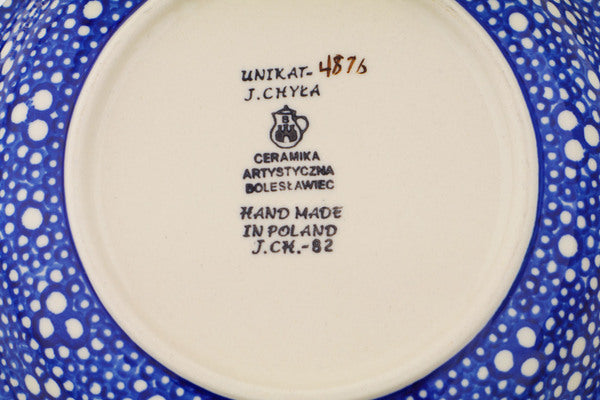 UNIKAT-4876
J.CHYŁA
B
CERAMIKA
ARTYSTYCZNA
BOLESŁAWIEC
HAND MADE
IN POLAND
J.CH.-82